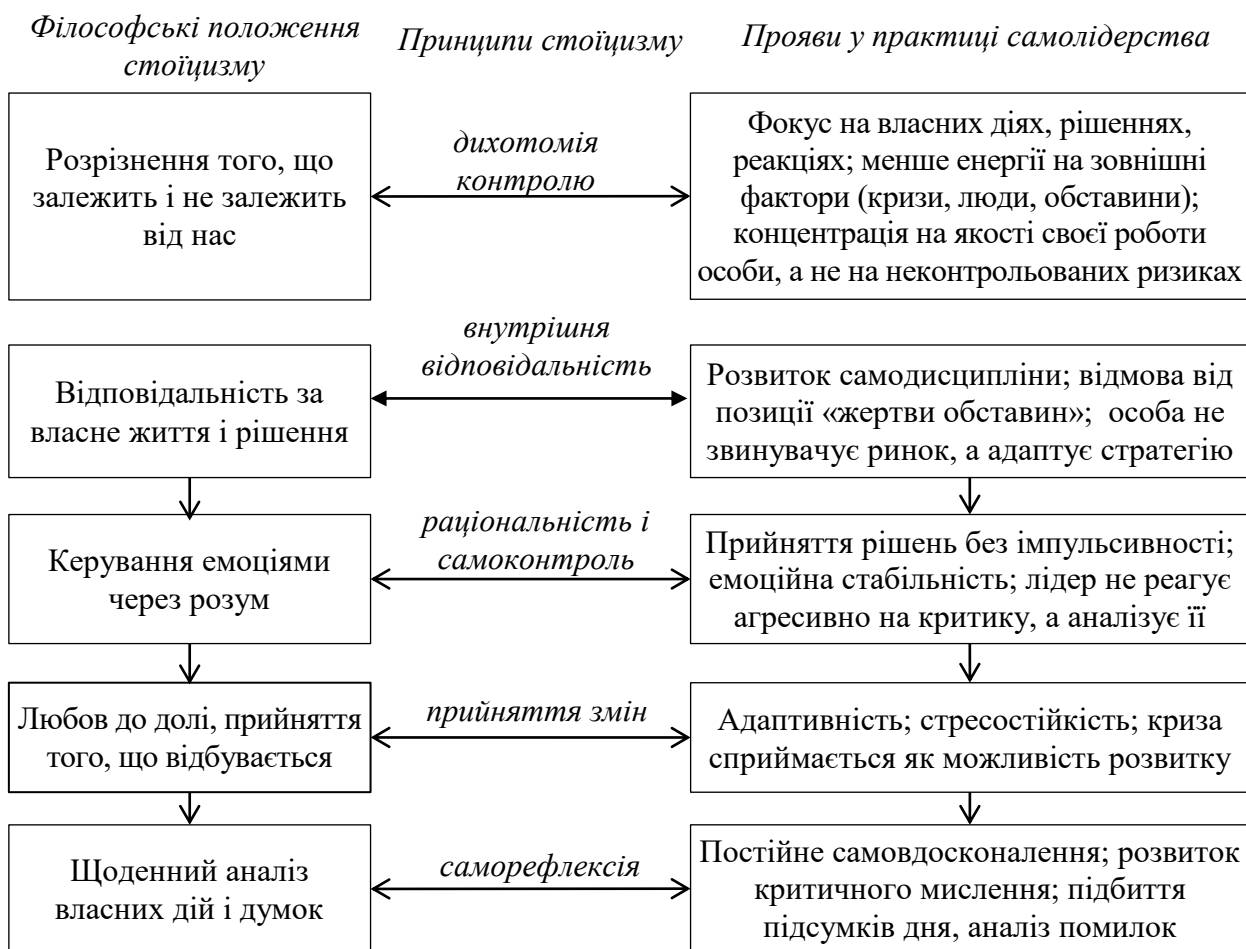 Філософські положення
стоїцизму
Принципи стоїцизму
Прояви у практиці самолідерства
Розрізнення того, що
залежить і не залежить
від нас
дихотомія
контролю
Фокус на власних діях, рішеннях,
реакціях; менше енергії на зовнішні
фактори (кризи, люди, обставини);
концентрація на якості своєї роботи
особи, а не на неконтрольованих ризиках
Відповідальність за
власне життя і рішення
внутрішня
відповідальність
Розвиток самодисципліни; відмова від
позиції «жертви обставин»; особа не
звинувачує ринок, а адаптує стратегію
Керування емоціями
через розум
раціональність і
самоконтроль
Прийняття рішень без імпульсивності;
емоційна стабільність; лідер не реагує
агресивно на критику, а аналізує її
Любов до долі, прийняття
того, що відбувається
прийняття змін
Адаптивність; стресостійкість; криза
сприймається як можливість розвитку
Щоденний аналіз
власних дій і думок
саморефлексія
Постійне самовдосконалення; розвиток
критичного мислення; підбиття
підсумків дня, аналіз помилок